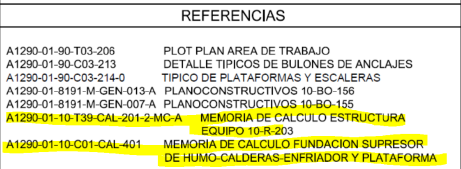 REFERENCIAS
A1290-01-90-T03-206 PLOT PLAN AREA DE TRABAJO
A1290-01-90-C03-213 DETALLE TIPICOS DE BULONES DE ANCLAJES
A1290-01-90-C03-214-0 TIPICO DE PLATAFORMAS Y ESCALERAS
A1290-01-8191-M-GEN-013-A PLANOCONSTRUCTIVOS 10-BO-156
A1290-01-8191-M-GEN-007-A PLANOCONSTRUCTIVOS 10-BO-155
A1290-01-10-T39-CAL-201-2-MC-A MEMORIA DE CALCULO ESTRUCTURA
EQUIPO 10-R-203
A1290-01-10-C01-CAL-401 MEMORIA DE CALCULO FUNDACION SUPRESOR
DE HUMO-CALDERAS-ENFRIADOR Y PLATAFORMA